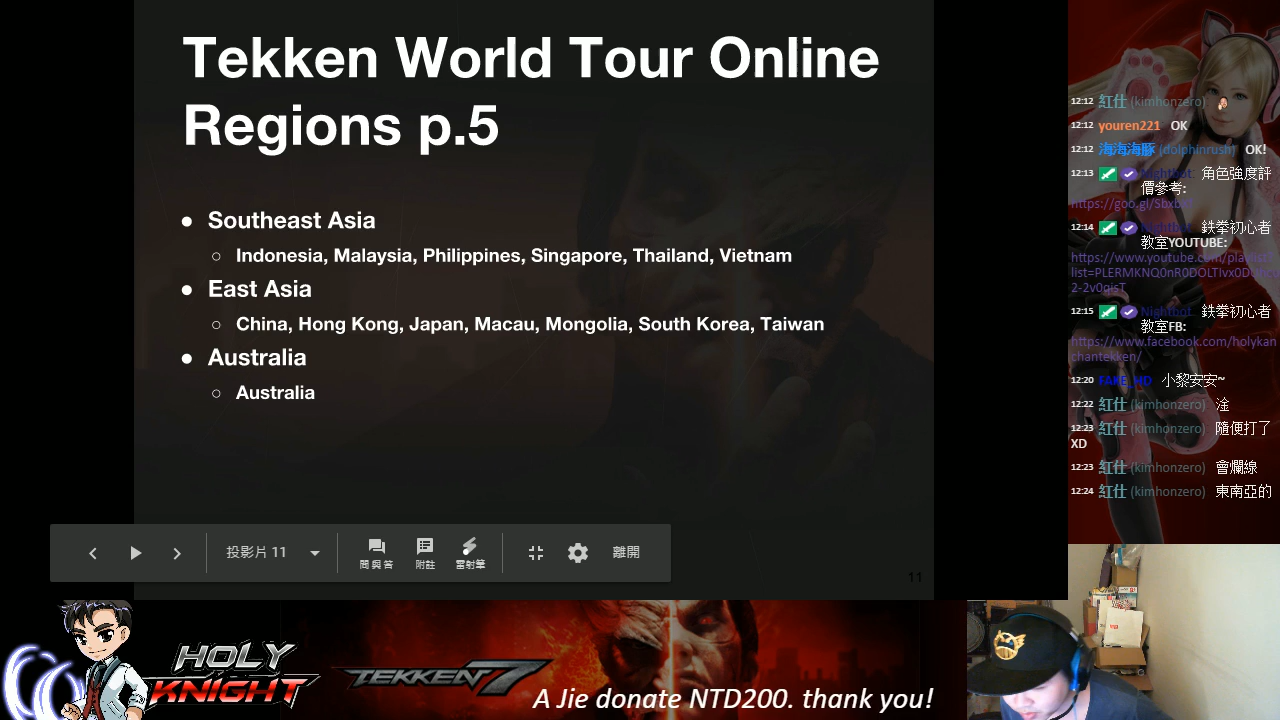 Tekken World Tour Online
Regions p.5
● Southeast Asia
○ Indonesia, Malaysia, Philippines, Singapore, Thailand, Vietnam
● East Asia
○ China, Hong Kong, Japan, Macau, Mongolia, South Korea, Taiwan
● Australia
○ Australia
投影片 11
問與答
附註
雷射筆
離開
11
12:12 紅仕 (kimhonzero)
12:12 youren221 OK
12:12 海海海豚 (dolphinrush) OK!
12:13 Nightbot 角色強度評
價參考:
12:14 Nightbot 鉄拳初心者
教室YOUTUBE:
12:15 Nightbot 鉄拳初心者
教室FB:
https://www.facebook.com/holykan
chantekken/
12:20 FAKE_HD 小黎安安~
12:22 紅仕 (kimhonzero) 淦
12:23 紅仕 (kimhonzero) 隨便打了
XD
12:23 紅仕 (kimhonzero) 會爛線
12:24 紅仕 (kimhonzero) 東南亞的
HOLY
KNIGHT
TEKKEN 7
A Jie donate NTD200. thank you!